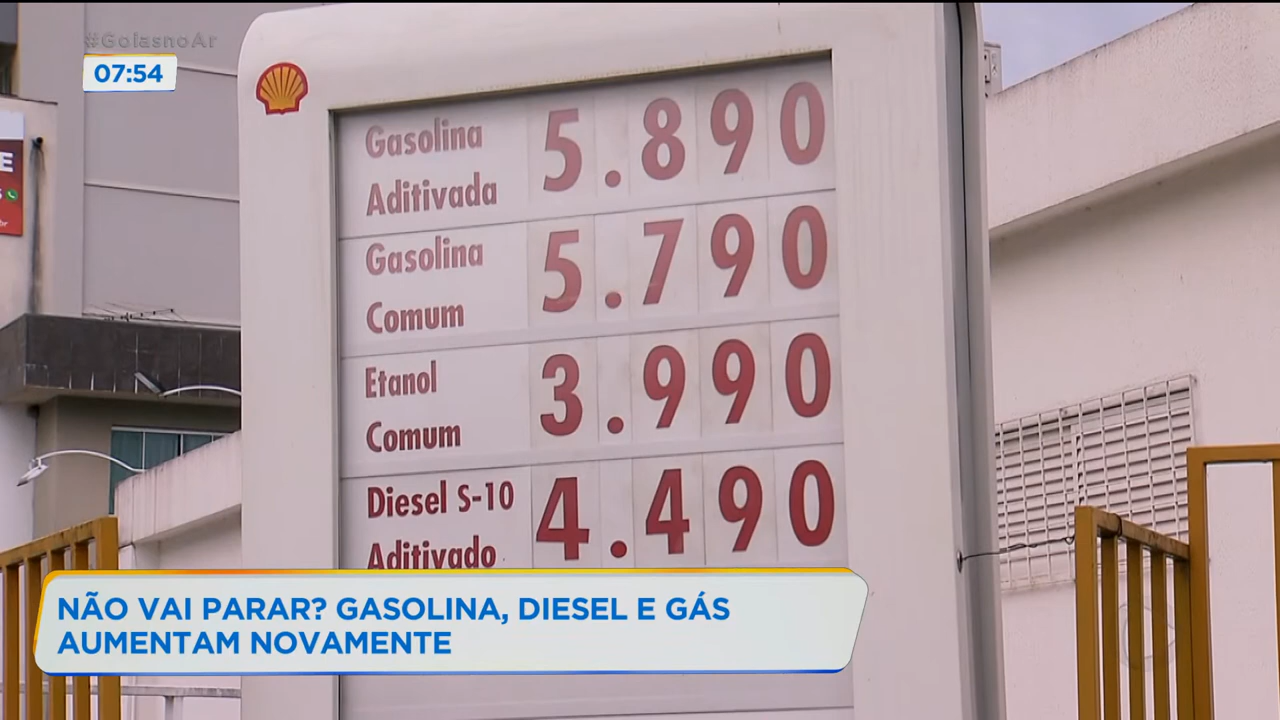 #GoiasnoAr
07:54
E
Gasolina
Aditivada
5.890
Gasolina
Comum
5.790
Etanol
Comum
3.990
Diesel S-10
Aditivado
4.490
NÃO VAI PARAR? GASOLINA, DIESEL E GÁS
AUMENTAM NOVAMENTE